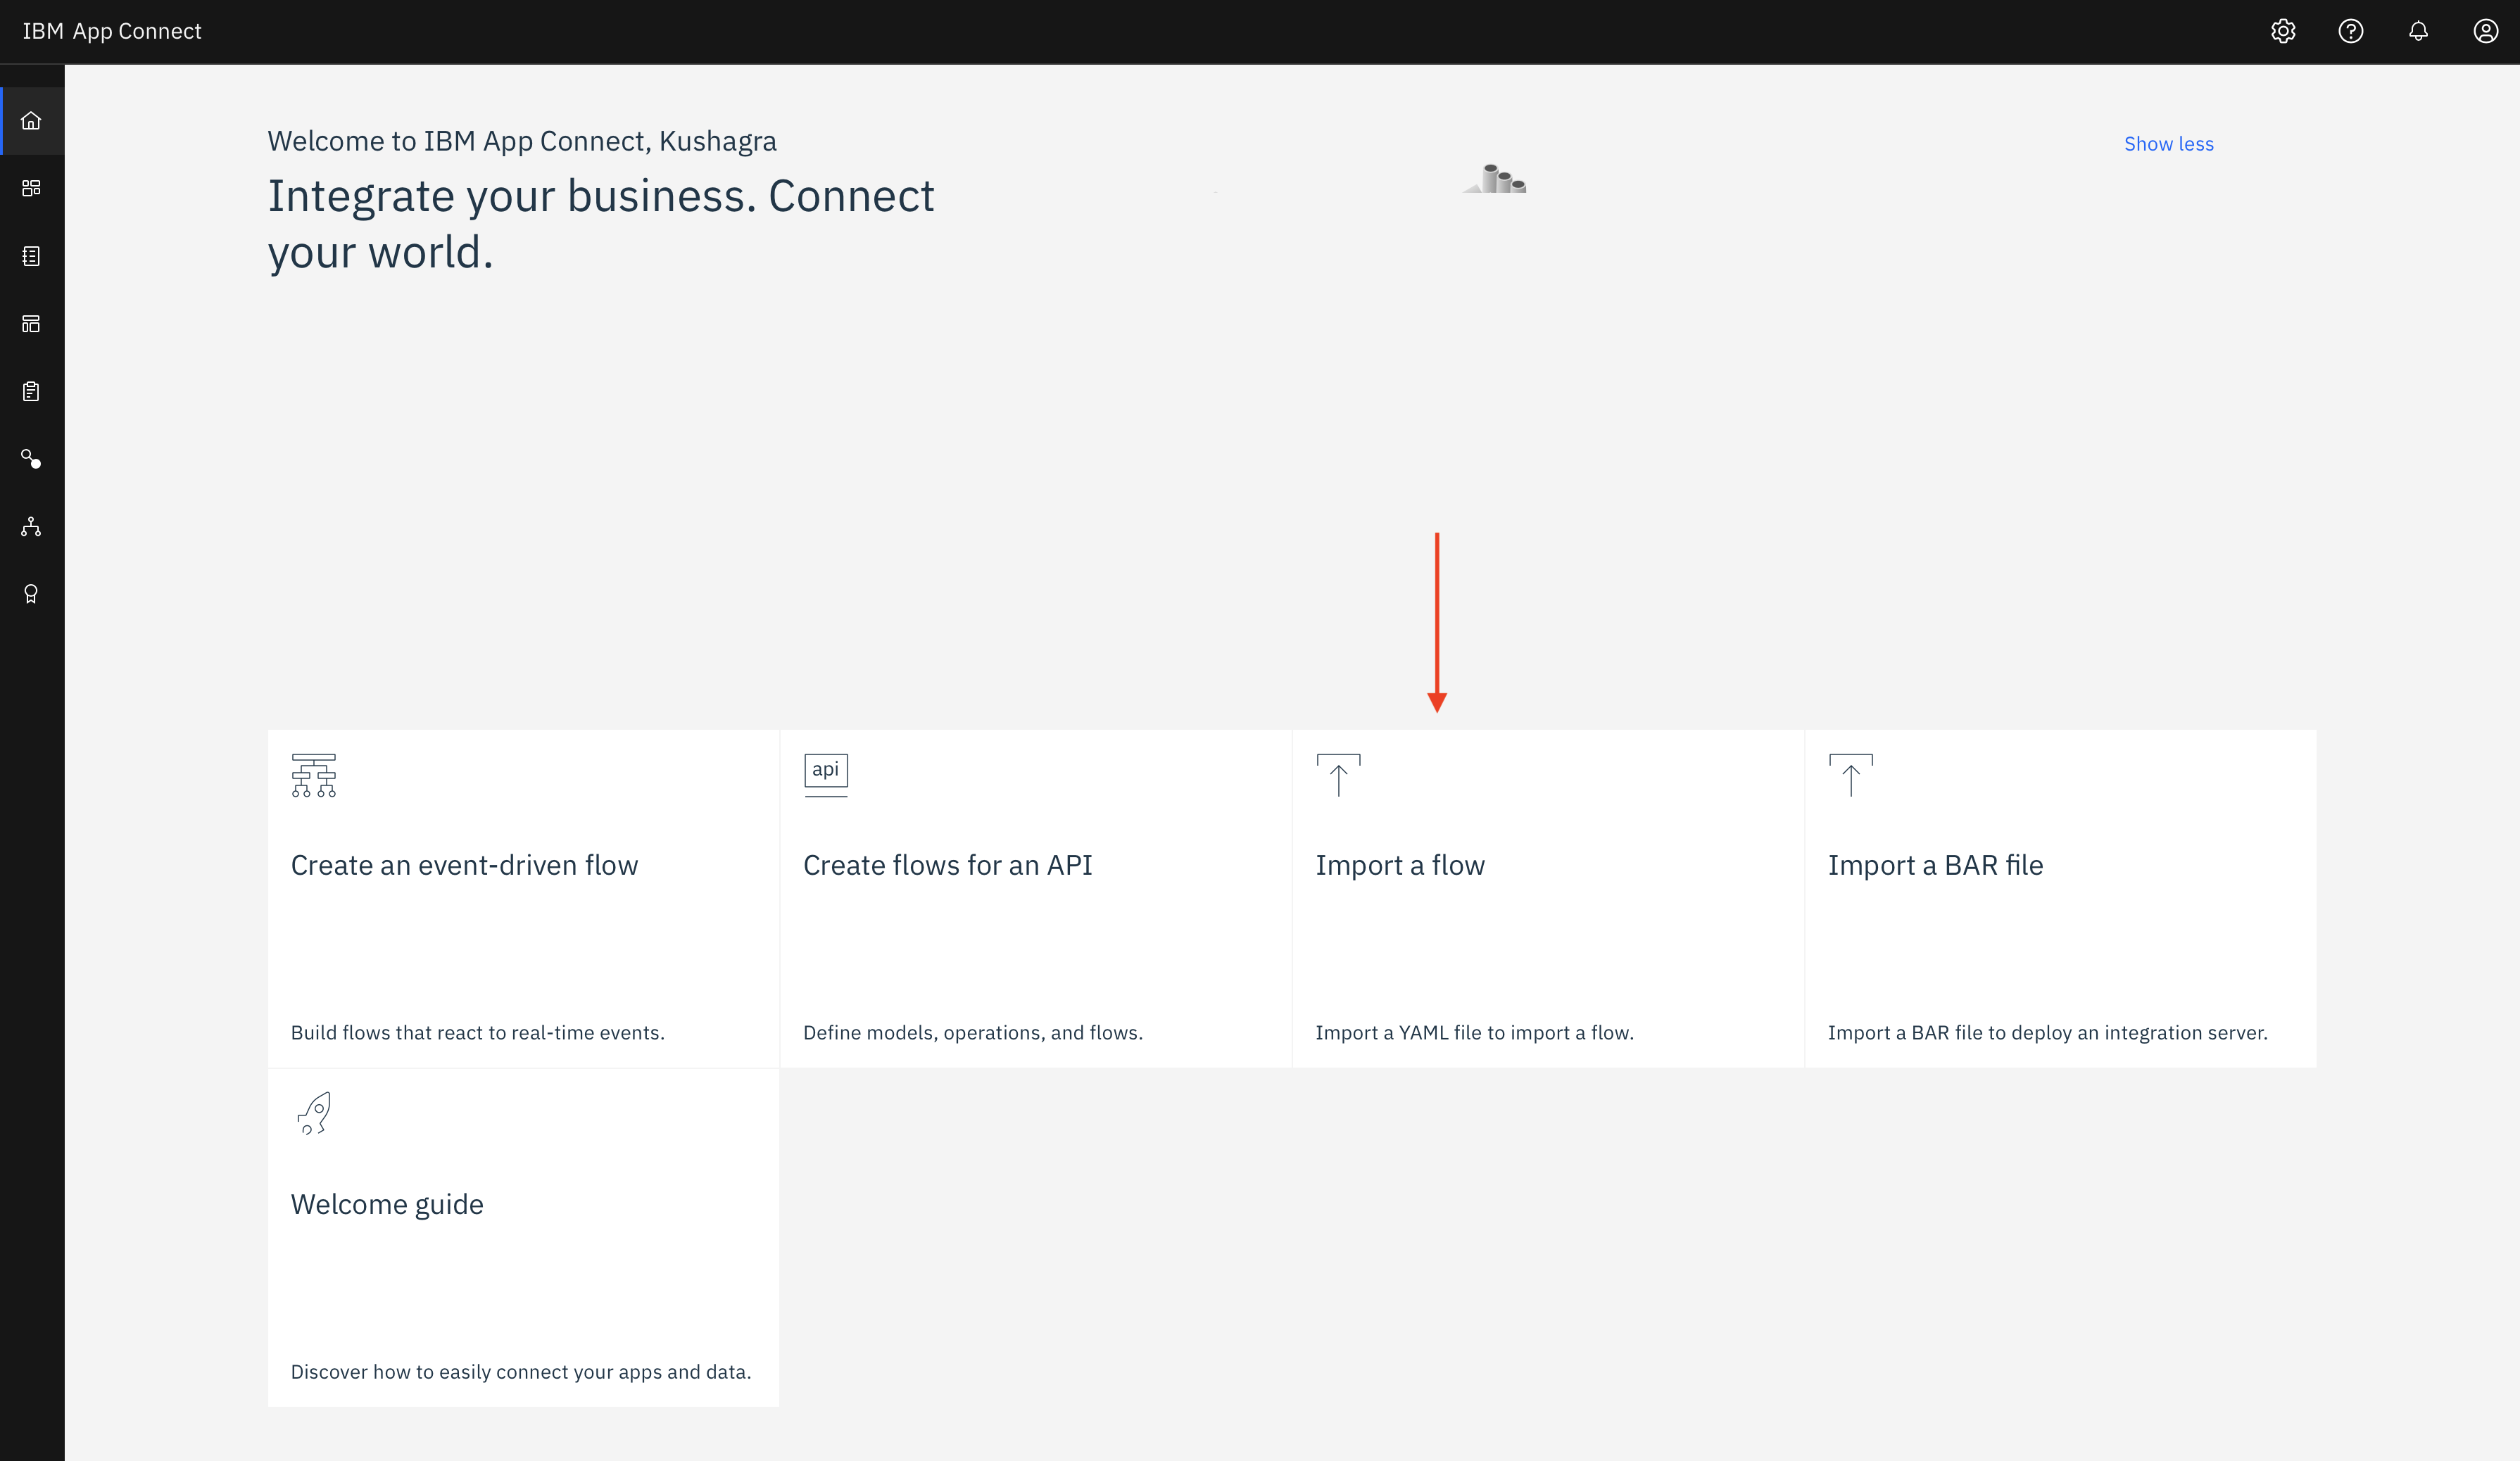 IBM App Connect
Welcome to IBM App Connect, Kushagra
Show less
Integrate your business. Connect
your world.
api
Create an event-driven flow
Create flows for an API
Import a flow
Import a BAR file
Build flows that react to real-time events.
Define models, operations, and flows.
Import a YAML file to import a flow.
Import a BAR file to deploy an integration server.
Welcome guide
Discover how to easily connect your apps and data.